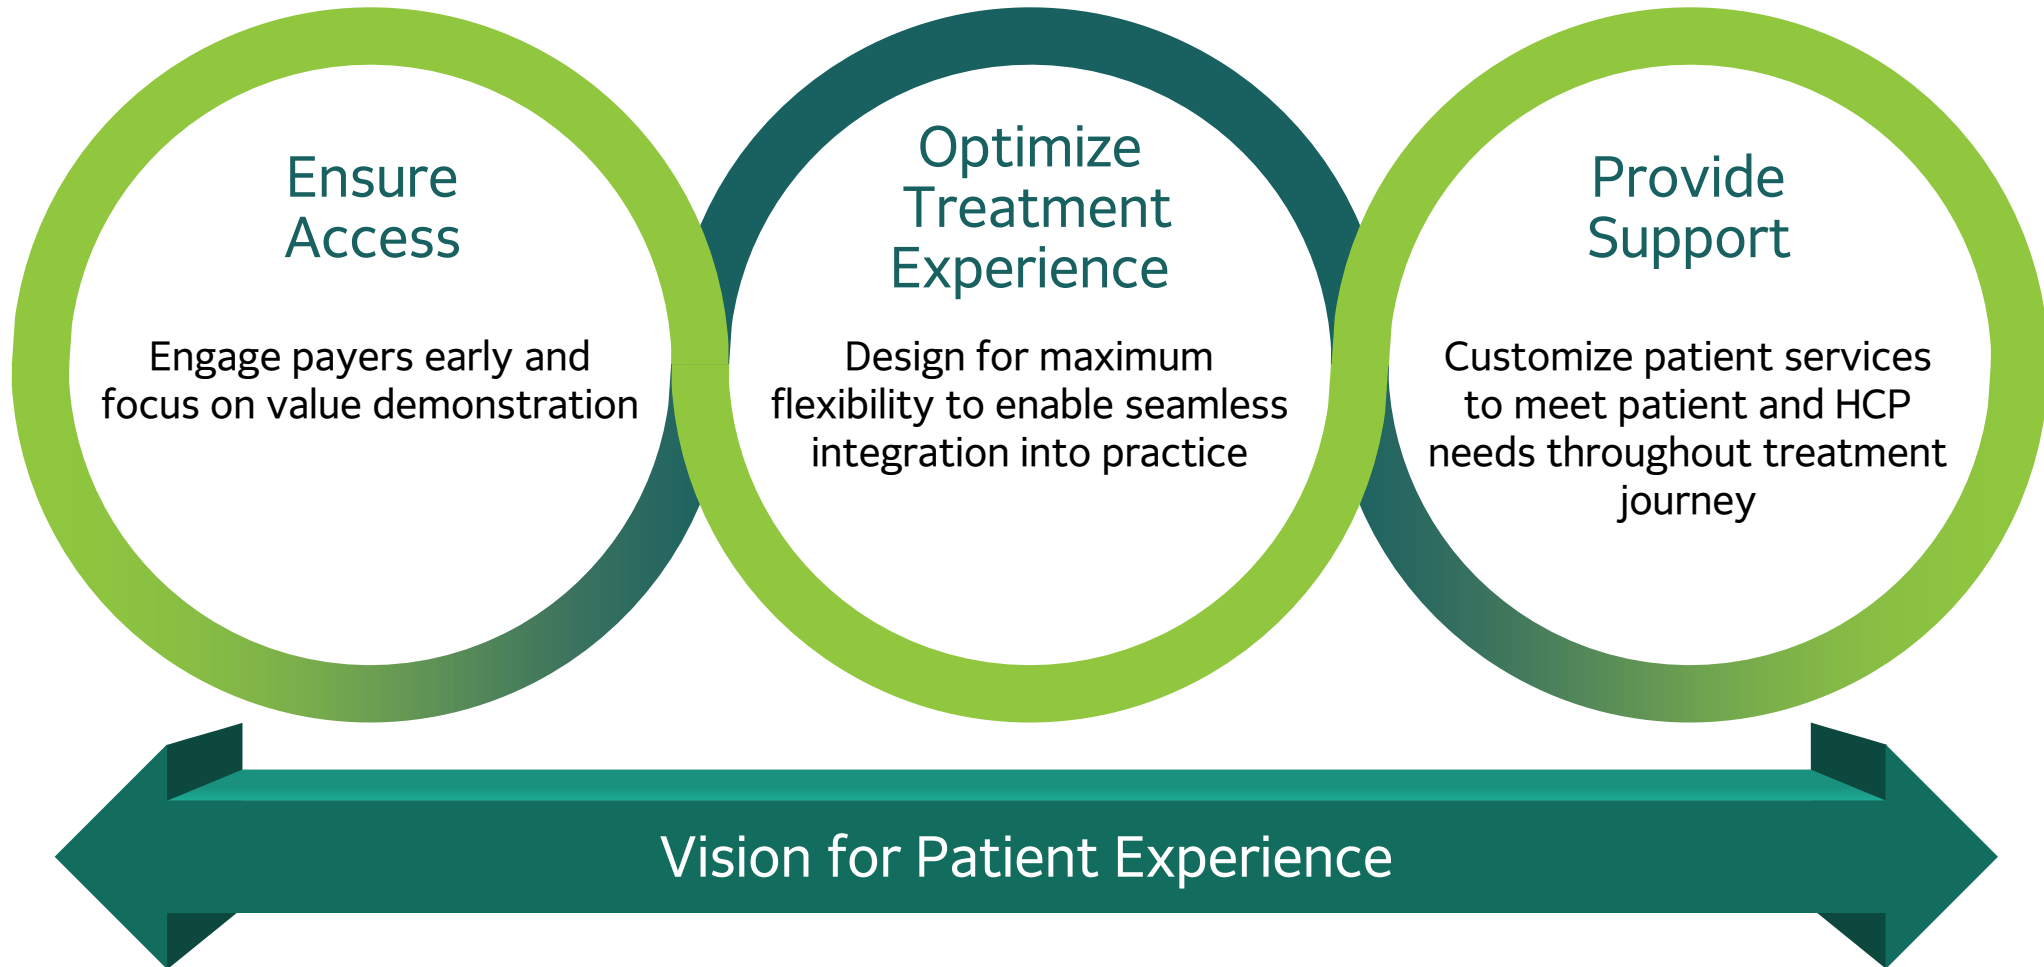 Ensure
Access
Engage payers early and
focus on value demonstration
Optimize
Treatment
Experience
Design for maximum
flexibility to enable seamless
integration into practice
Provide
Support
Customize patient services
to meet patient and HCP
needs throughout treatment
journey
Vision for Patient Experience